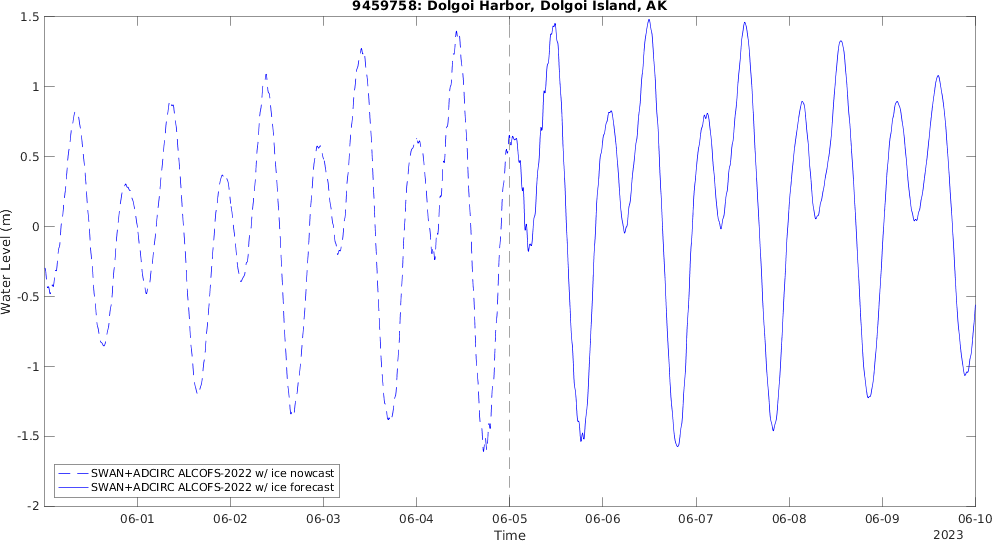 9459758: Dolgoi Harbor, Dolgoi Island, AK
1.5
1
0.5
0
-0.5
-1
-1.5
-2
Water Level (m)
SWAN+ADCIRC ALCOFS-2022 w/ ice nowcast
SWAN+ADCIRC ALCOFS-2022 w/ ice forecast
06-01 06-02 06-03 06-04 06-05 06-06 06-07 06-08 06-09 06-10
Time
2023